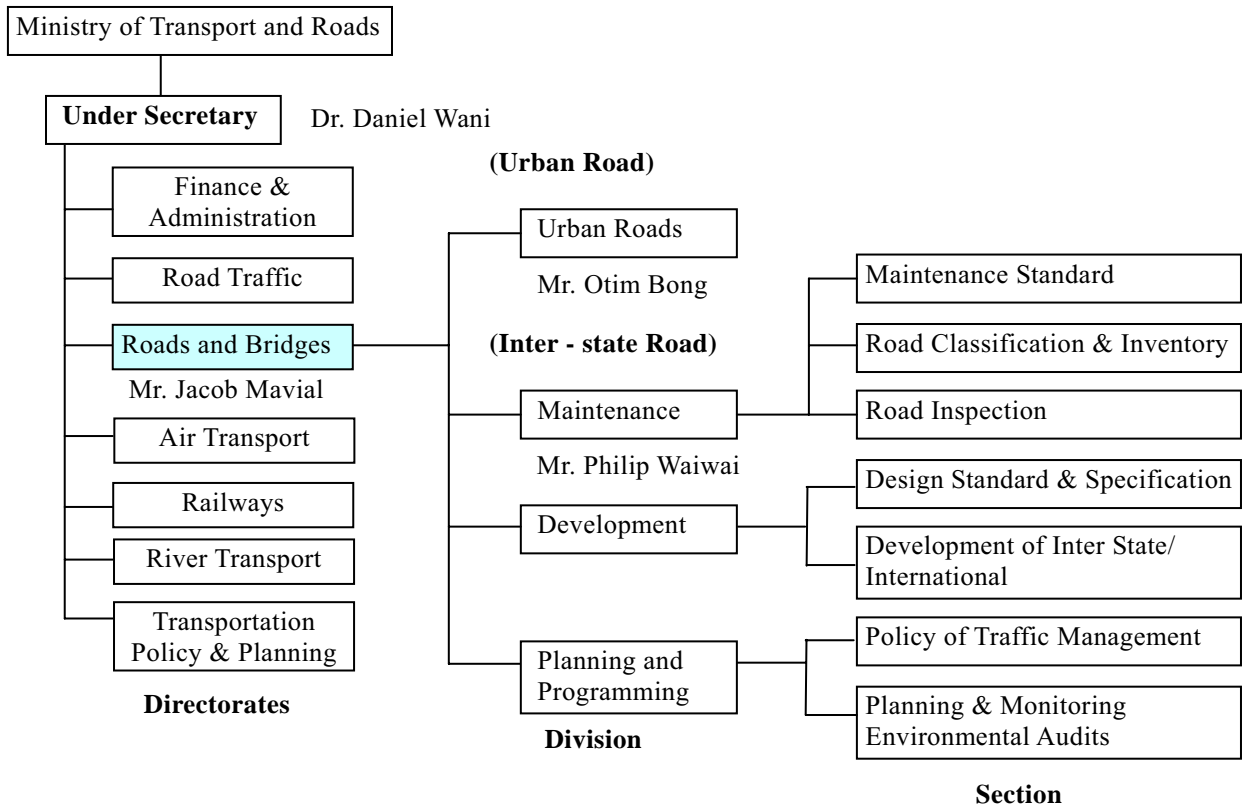 Ministry of Transport and Roads
Under Secretary
Dr. Daniel Wani
Finance &
Administration
Road Traffic
Roads and Bridges
Mr. Jacob Mavial
Air Transport
Railways
River Transport
Transportation
Policy & Planning
Directorates
(Urban Road)
Urban Roads
Mr. Otim Bong
(Inter - state Road)
Maintenance
Mr. Philip Waiwai
Development
Planning and
Programming
Division
Maintenance Standard
Road Classification & Inventory
Road Inspection
Design Standard & Specification
Development of Inter State/
International
Policy of Traffic Management
Planning & Monitoring
Environmental Audits
Section